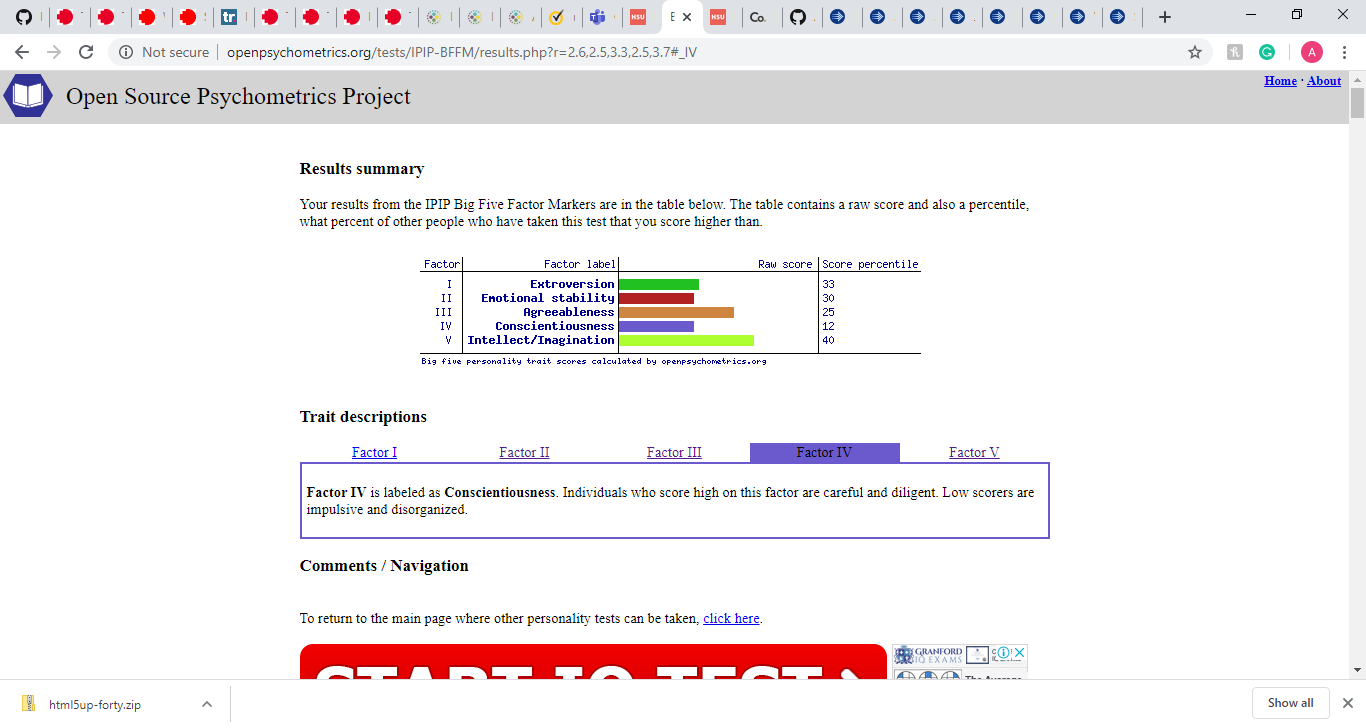 Not secure | openpsychometrics.org/tests/IPIP-BFFM/results.php?r=2.6,2.5,3.3,2.5,3.7#_IV
A
Home · About
Open Source Psychometrics Project
Results summary
Your results from the IPIP Big Five Factor Markers are in the table below. The table contains a raw score and also a percentile,
what percent of other people who have taken this test that you score higher than.
Factor Factor label Raw score Score percentile
I Extroversion 33
II Emotional stability 30
III Agreeableness 25
IV Conscientiousness 12
V Intellect/Imagination 40
Big five personality trait scores calculated by openpsychometrics.org
Trait descriptions
Factor I Factor II Factor III Factor IV Factor V
Factor IV is labeled as Conscientiousness. Individuals who score high on this factor are careful and diligent. Low scorers are
impulsive and disorganized.
Comments / Navigation
To return to the main page where other personality tests can be taken, click here.
START TO TEST
GRANFORD
IQ EXAMS
The Average
html5up-forty.zip
Show all